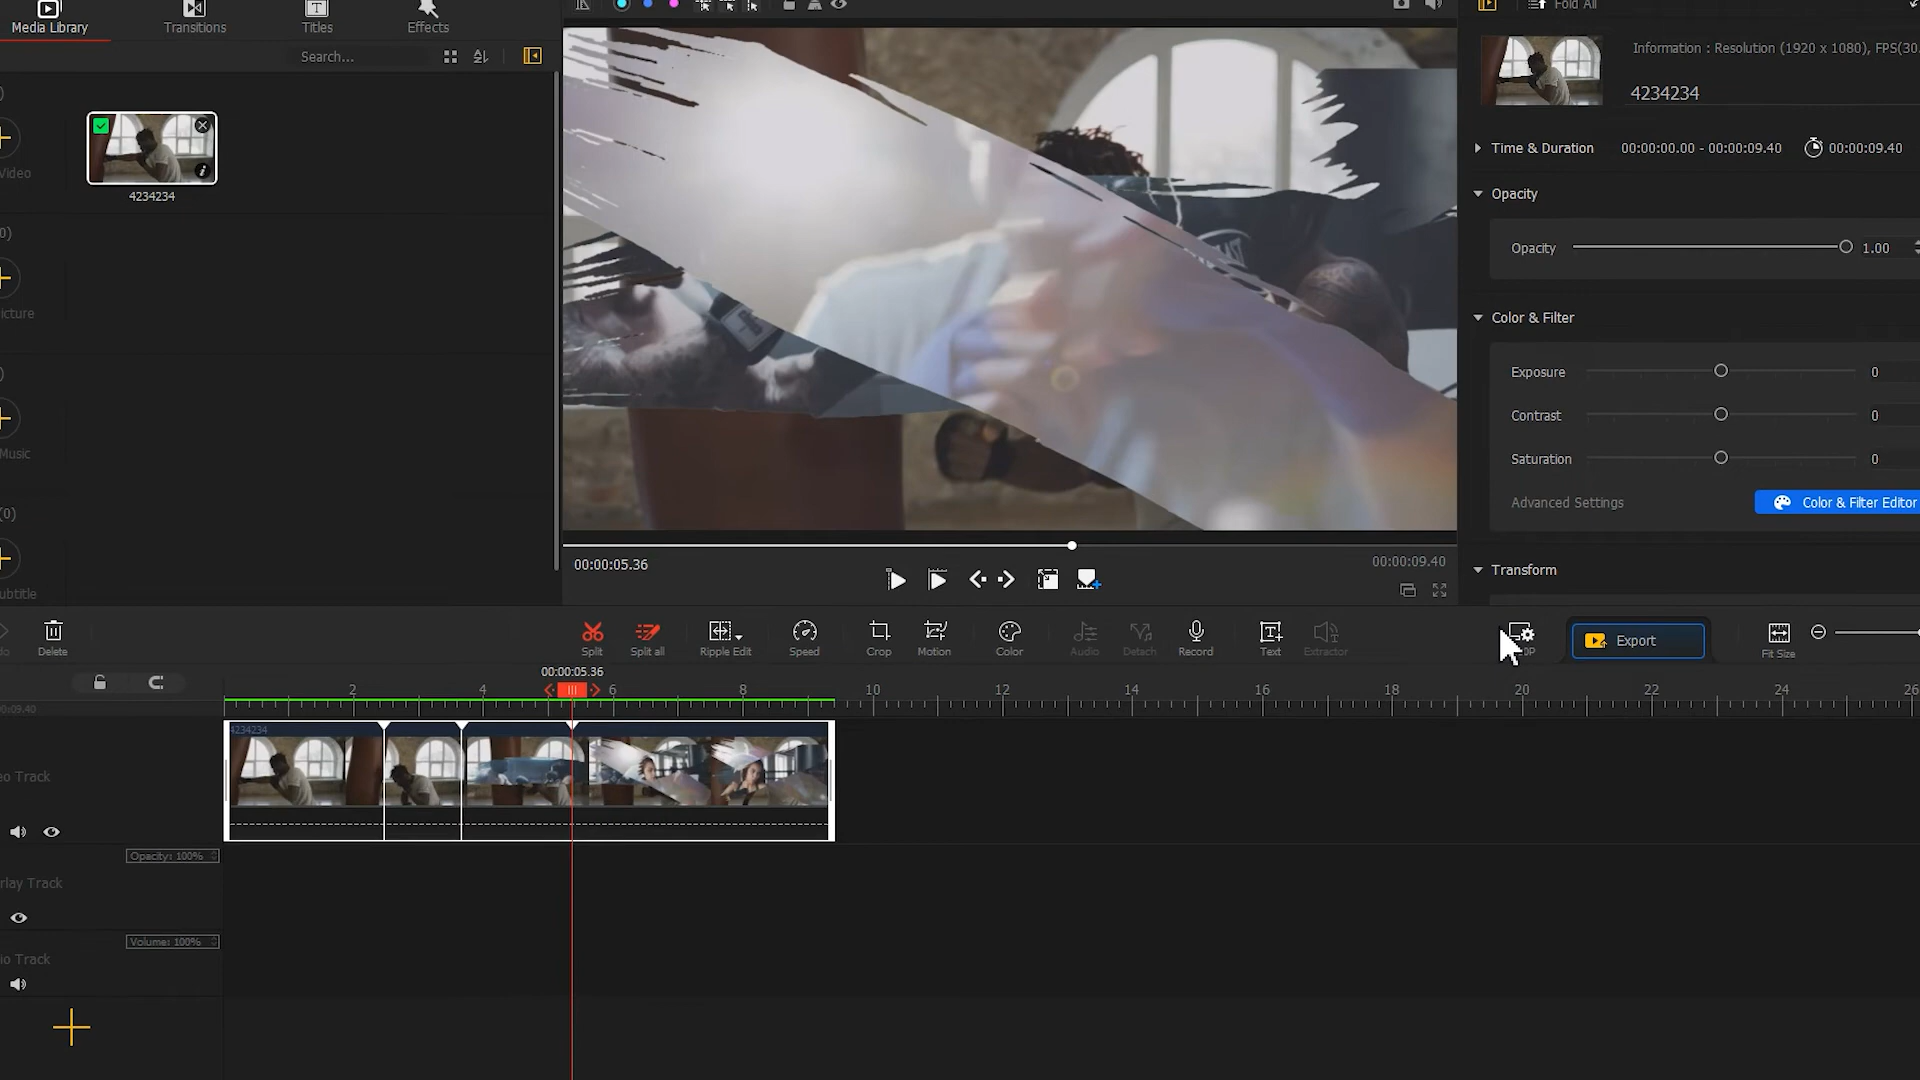 Media Library
Transitions
Titles
Effects
Fold All
Search...
Information : Resolution (1920 x 1080), FPS(30.
4234234
Time & Duration 00:00:00.00 - 00:00:09.40 00:00:09.40
4234234
Opacity
Opacity 1.00
Color & Filter
Exposure 0
Contrast 0
Saturation 0
Advanced Settings Color & Filter Editor
Transform
Video
0)
icture
Music
(0)
ubtitle
00:00:05.36
00:00:09.40
Delete
Split
Split all
Ripple Edit
Speed
Crop
Motion
Color
Audio
Detach
Record
Text
Extractor
Export
Fit Size
00:00:05.36
2 4 6 8 10 12 14 16 18 20 22 24 26
0:09.40
4234234
eo Track
Opacity: 100%
rlay Track
Volume: 100%
io Track